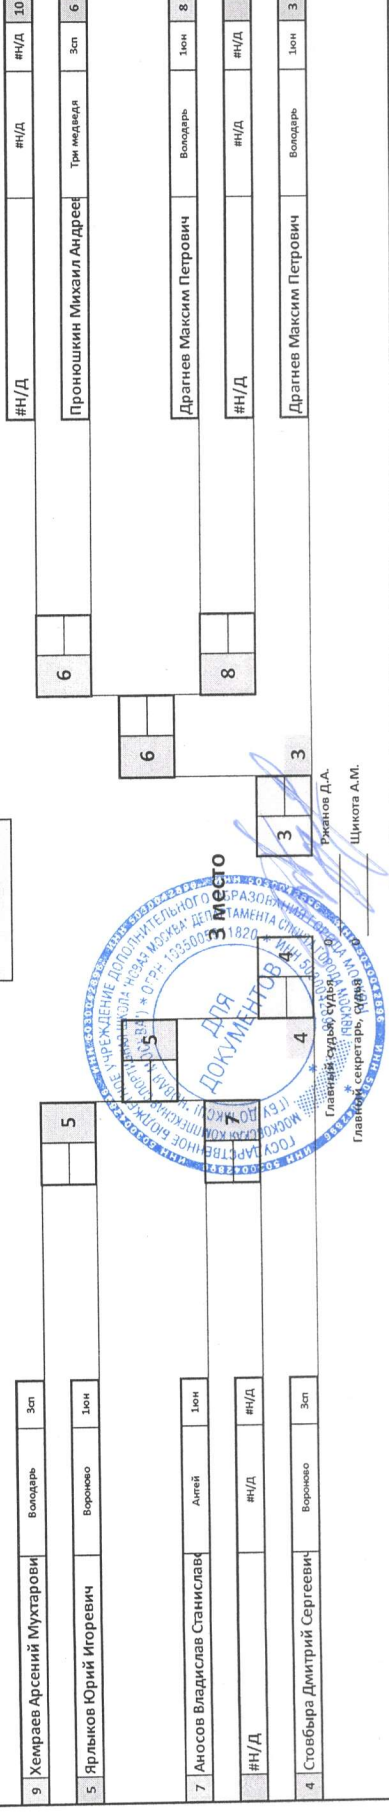 9 Хемраев Арсений Мухтарови Володарь 3сп
5 Ярлыков Юрий Игоревич Вороново 1юн
5
5
7 Аносов Владислав Станиславо Антей 1юн
7
#Н/Д #Н/Д #Н/Д
4
4 Стовбыра Дмитрий Сергеевич Вороново 3сп
4
3 место
#Н/Д #Н/Д #Н/Д 10
6
Пронюшкин Михаил Андреев Три медведя 3сп 6
6
Драгнев Максим Петрович Володарь 1юн 8
8
#Н/Д #Н/Д #Н/Д
3
Драгнев Максим Петрович Володарь 1юн 3
3
Главный судья, судья 0 Ржанов Д.А.
Главный секретарь, судья 0 Щикота А.М.
ДЛЯ
ДОКУМЕНТОВ